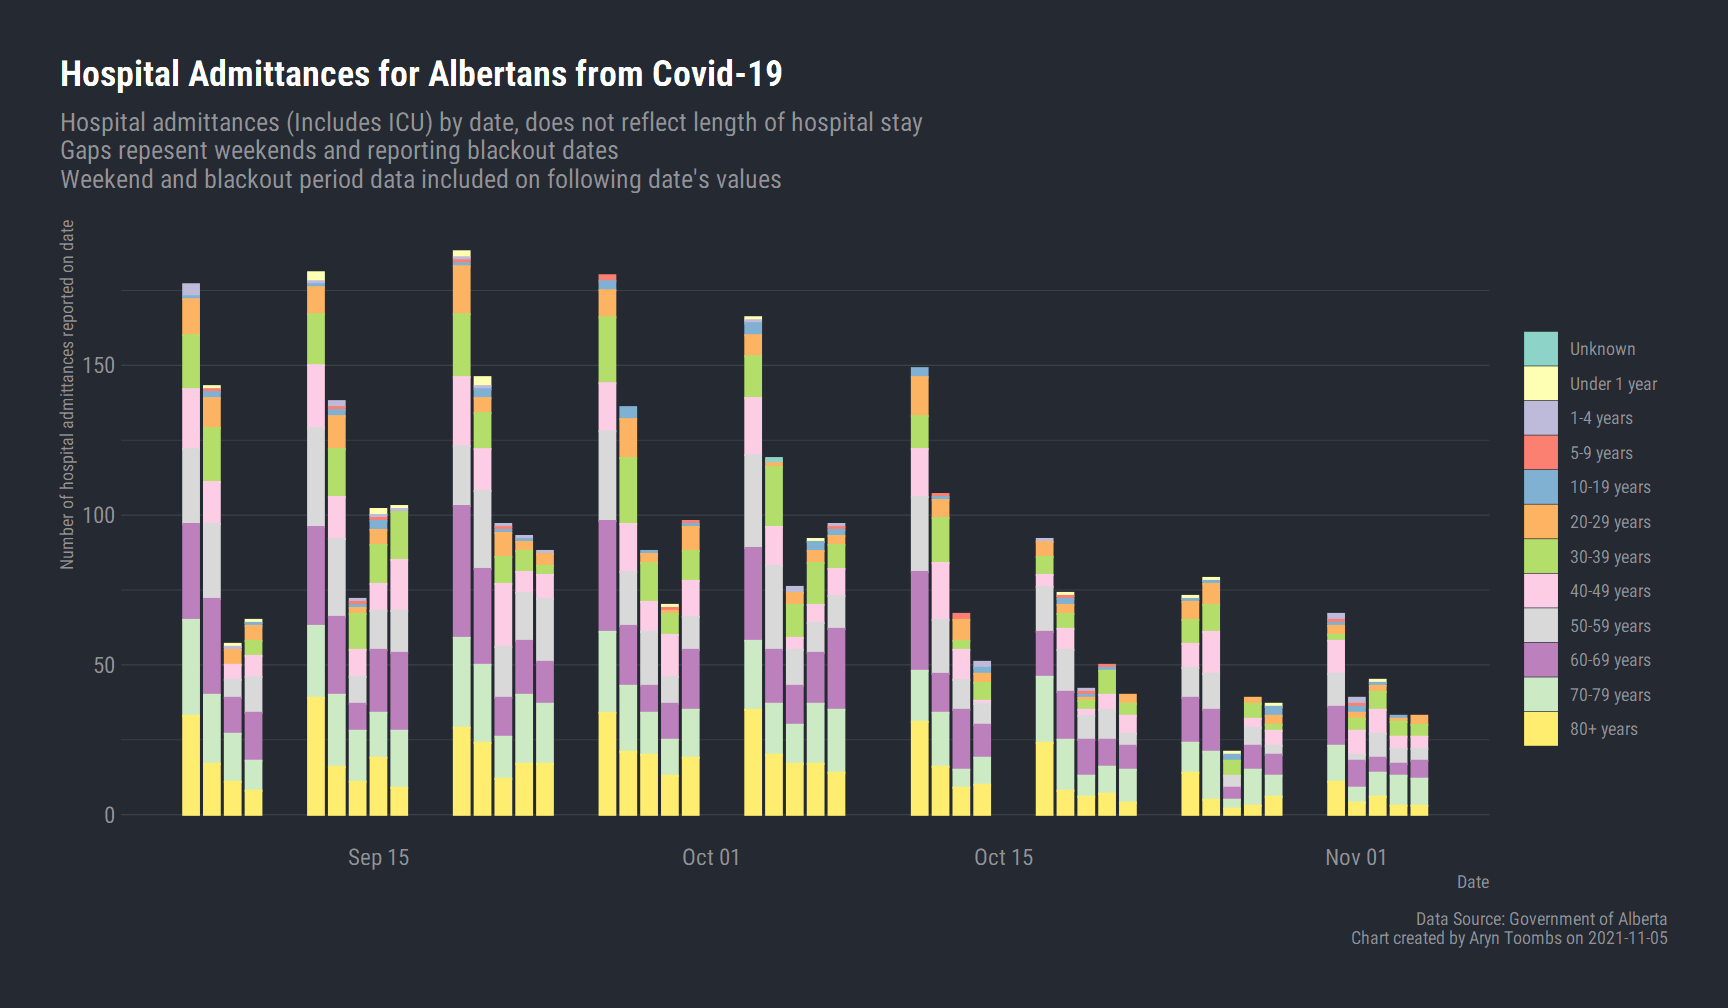 Hospital Admittances for Albertans from Covid-19
Hospital admittances (Includes ICU) by date, does not reflect length of hospital stay
Gaps repesent weekends and reporting blackout dates
Weekend and blackout period data included on following date's values
Number of hospital admittances reported on date
150
100
50
0
Sep 15
Oct 01
Oct 15
Nov 01
Date
Unknown
Under 1 year
1-4 years
5-9 years
10-19 years
20-29 years
30-39 years
40-49 years
50-59 years
60-69 years
70-79 years
80+ years
Data Source: Government of Alberta
Chart created by Aryn Toombs on 2021-11-05